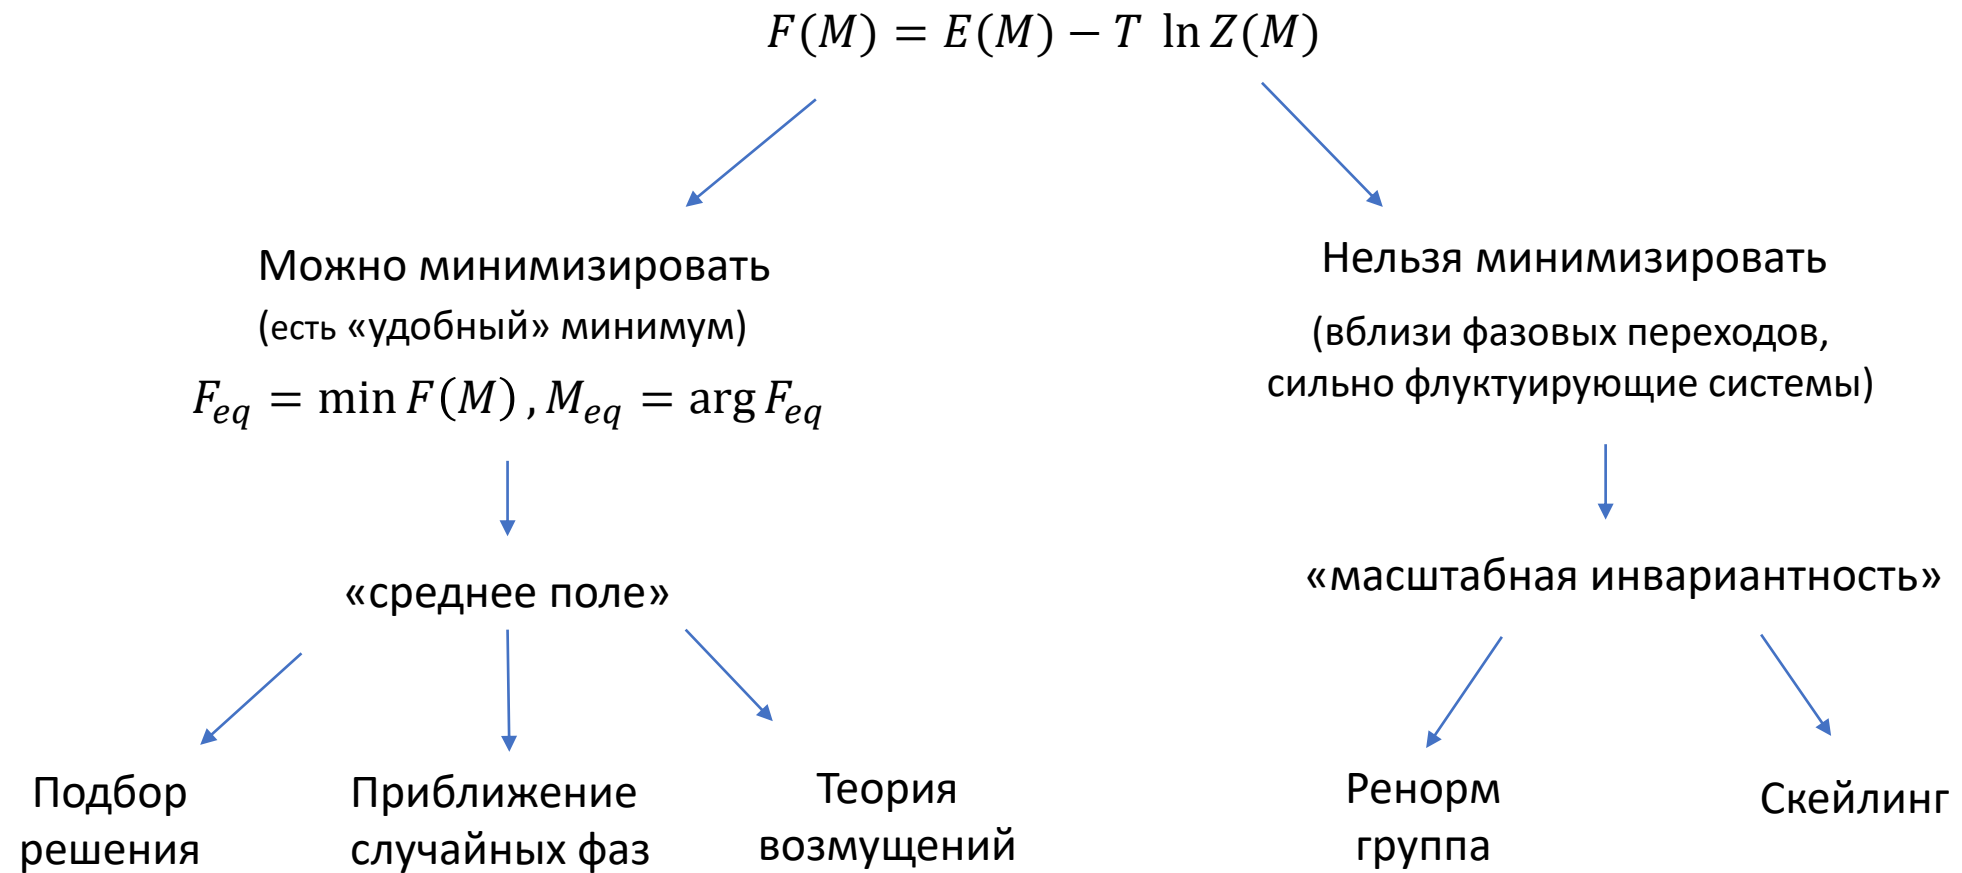 F(M) = E(M) − T ln Z(M)
Можно минимизировать
(есть «удобный» минимум)
F_eq = min F(M) , M_eq = arg F_eq
Нельзя минимизировать
(вблизи фазовых переходов,
сильно флуктуирующие системы)
«среднее поле»
«масштабная инвариантность»
Подбор
решения
Приближение
случайных фаз
Теория
возмущений
Ренорм
группа
Скейлинг